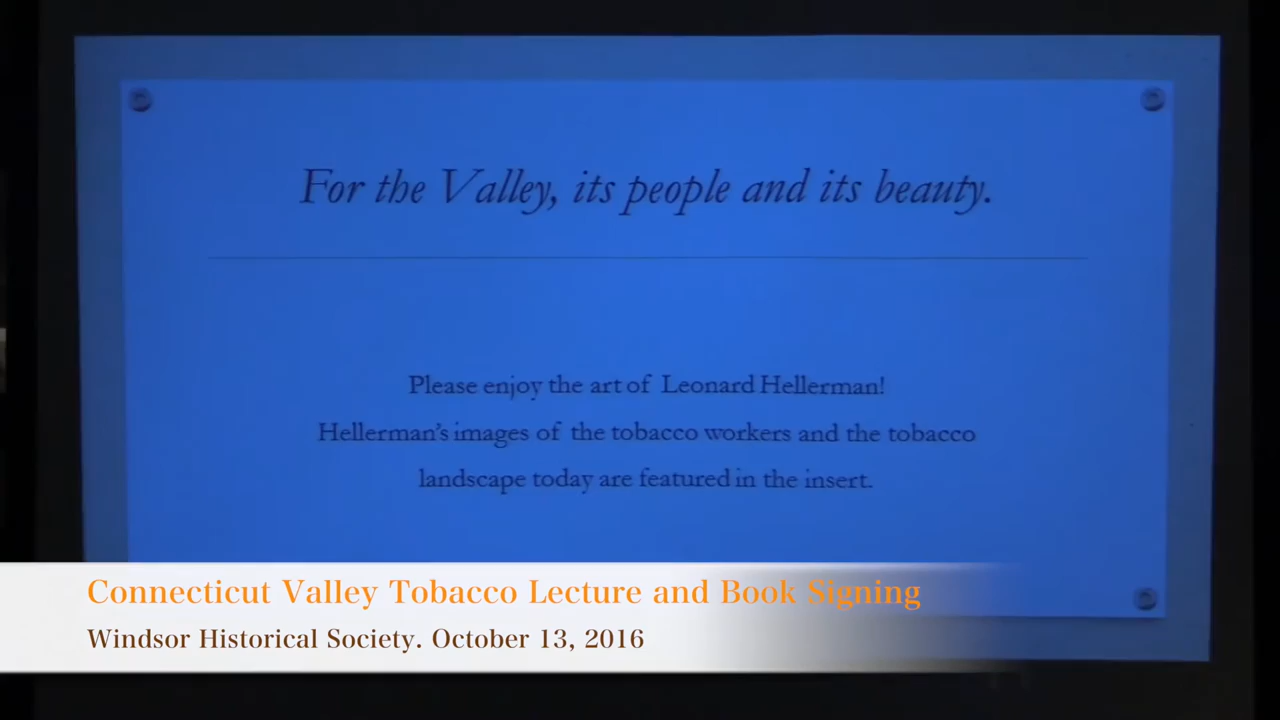 For the Valley, its people and its beauty.
Please enjoy the art of Leonard Hellerman!
Hellerman's images of the tobacco workers and the tobacco
landscape today are featured in the insert.
Connecticut Valley Tobacco Lecture and Book Signing
Windsor Historical Society. October 13, 2016